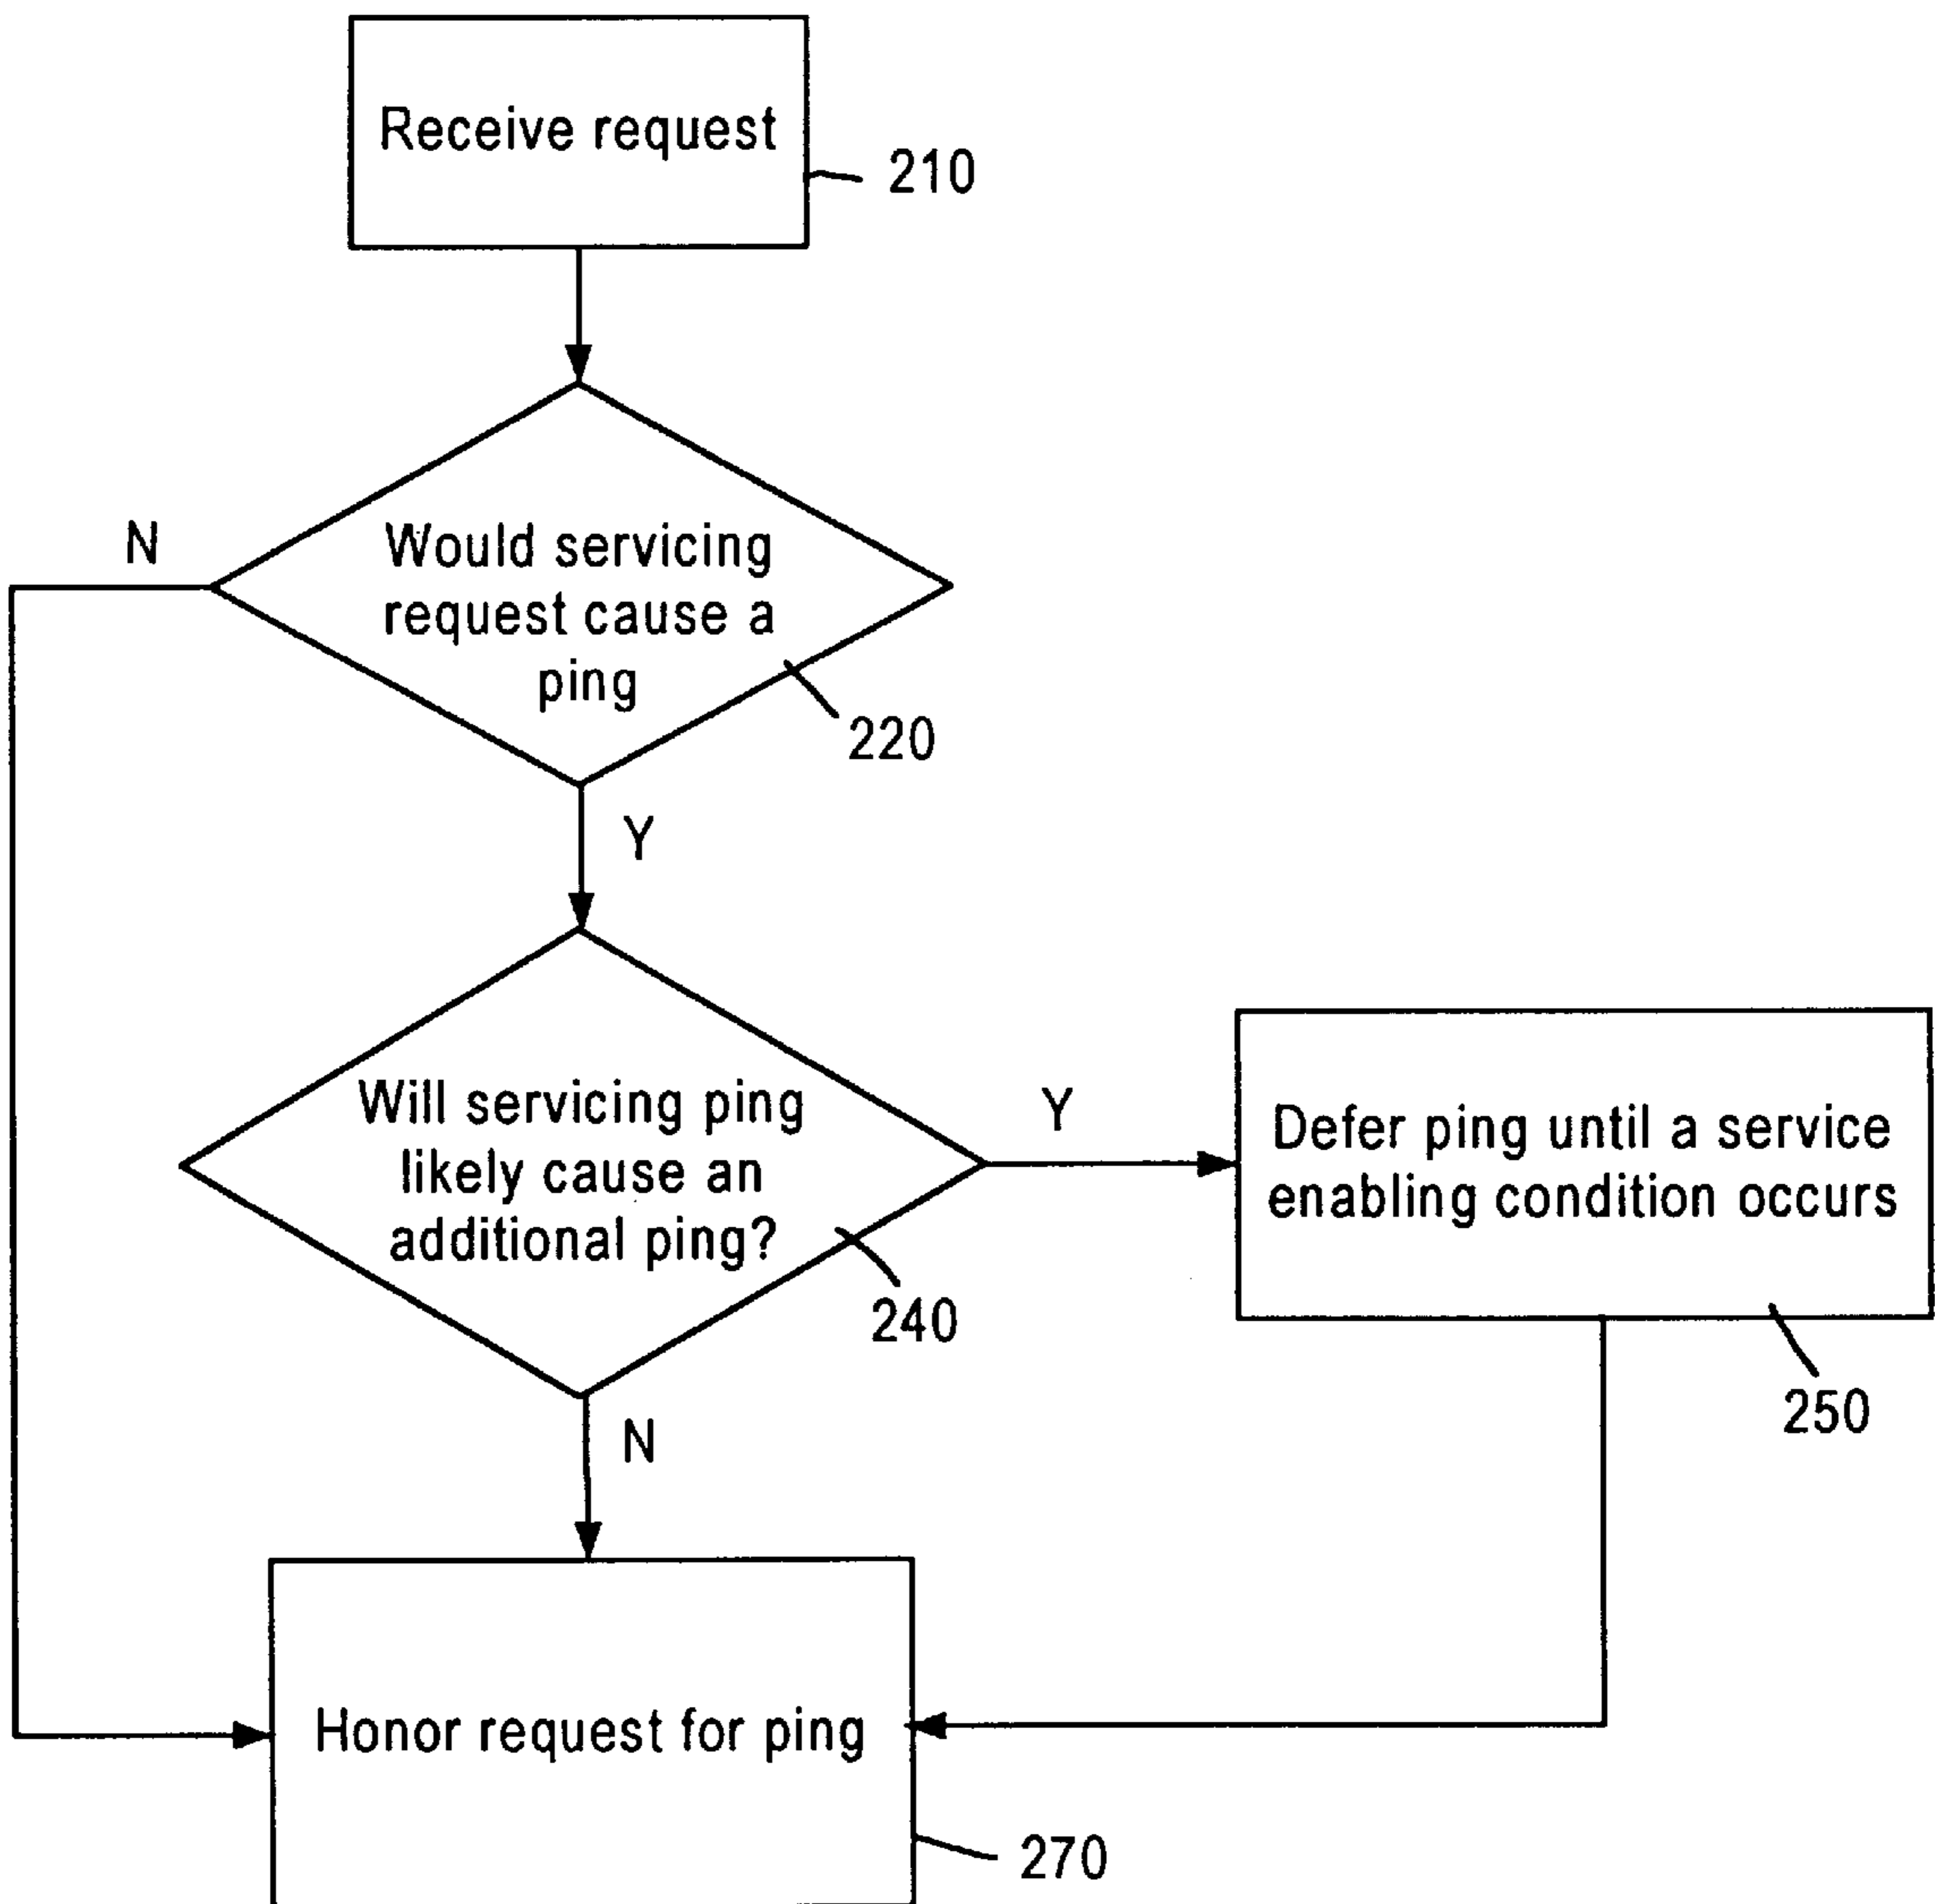 Receive request
210
N
Would servicing
request cause a
ping
220
Y
Will servicing ping
likely cause an
additional ping?
240
Y
Defer ping until a service
enabling condition occurs
250
N
Honor request for ping
270